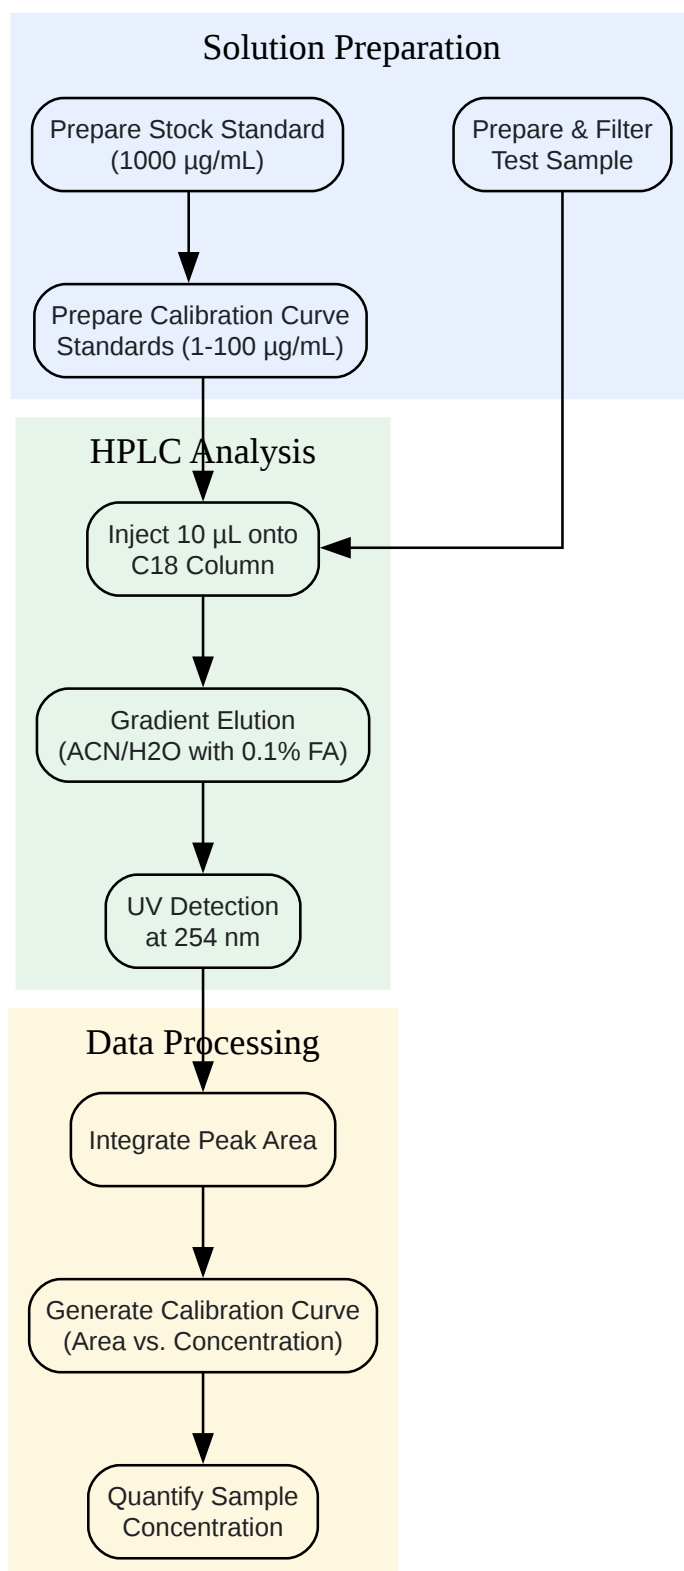 Solution Preparation
Prepare Stock Standard
(1000 µg/mL)
Prepare & Filter
Test Sample
Prepare Calibration Curve
Standards (1-100 µg/mL)
HPLC Analysis
Inject 10 µL onto
C18 Column
Gradient Elution
(ACN/H2O with 0.1% FA)
UV Detection
at 254 nm
Data Processing
Integrate Peak Area
Generate Calibration Curve
(Area vs. Concentration)
Quantify Sample
Concentration